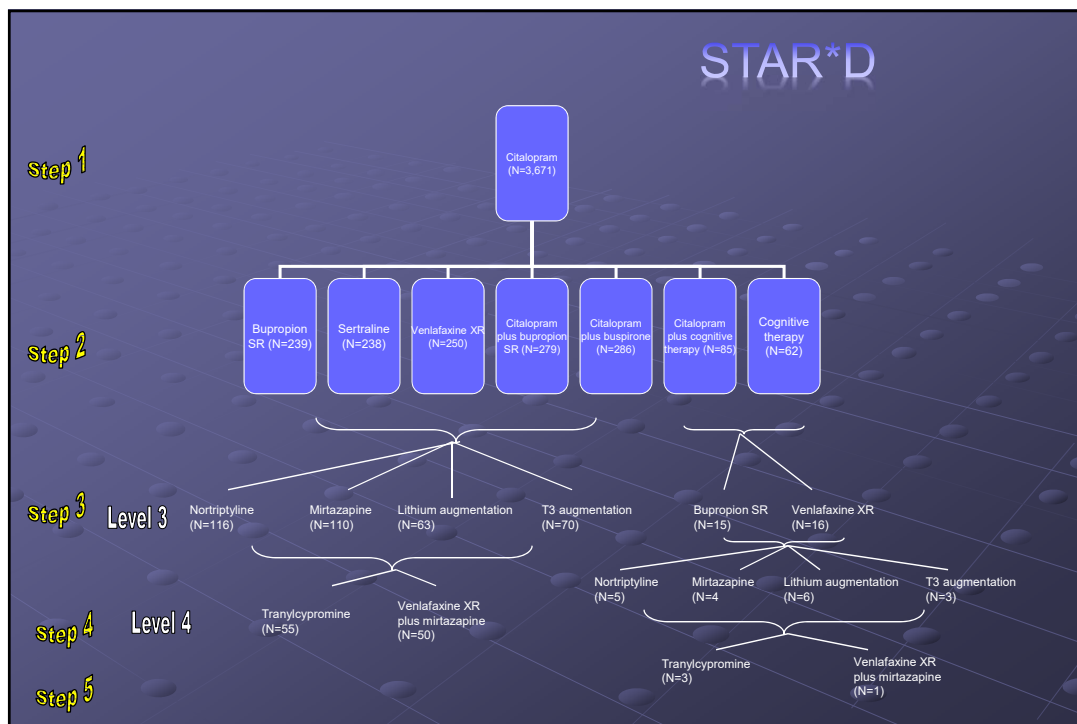 STAR*D
Step 1
Citalopram
(N=3,671)
Step 2
Bupropion
SR (N=239)
Sertraline
(N=238)
Venlafaxine XR
(N=250)
Citalopram
plus bupropion
SR (N=279)
Citalopram
plus buspirone
(N=286)
Citalopram
plus cognitive
therapy (N=85)
Cognitive
therapy
(N=62)
Step 3
Level 3
Nortriptyline
(N=116)
Mirtazapine
(N=110)
Lithium augmentation
(N=63)
T3 augmentation
(N=70)
Bupropion SR
(N=15)
Venlafaxine XR
(N=16)
Nortriptyline
(N=5)
Mirtazapine
(N=4
Lithium augmentation
(N=6)
T3 augmentation
(N=3)
Step 4
Level 4
Tranylcypromine
(N=55)
Venlafaxine XR
plus mirtazapine
(N=50)
Step 5
Tranylcypromine
(N=3)
Venlafaxine XR
plus mirtazapine
(N=1)